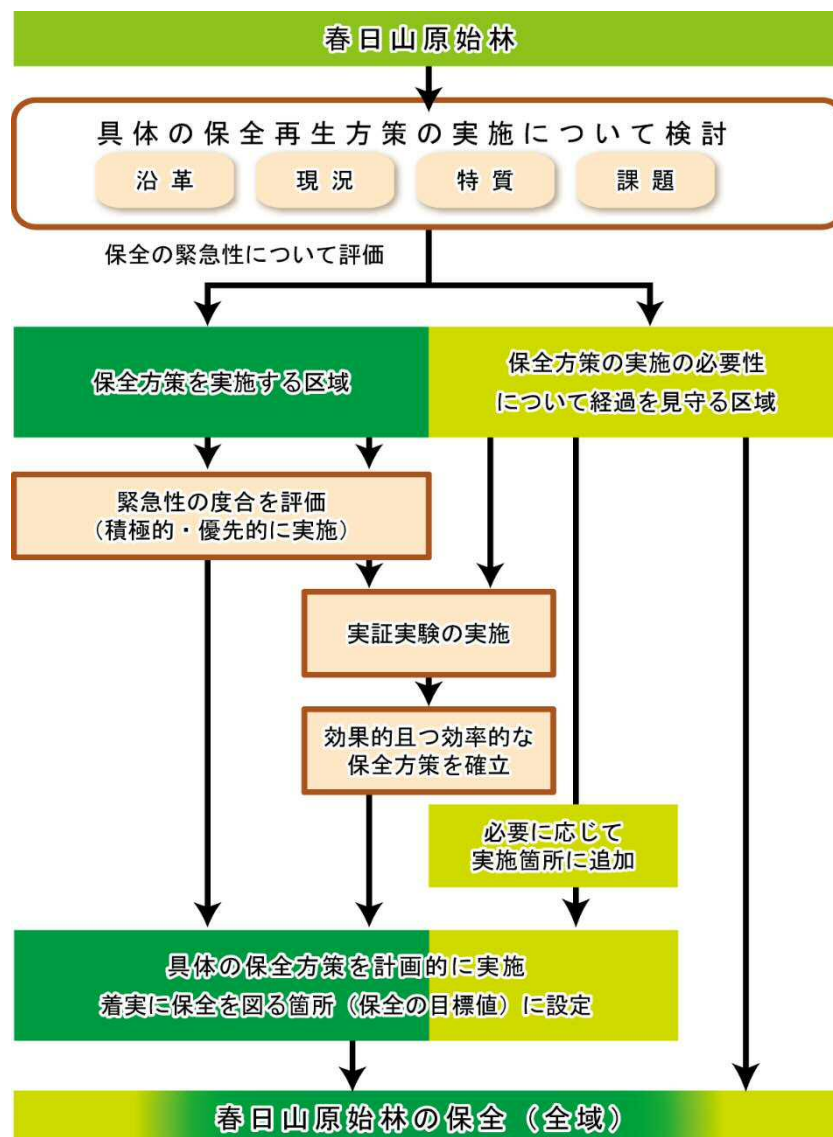 春日山原始林
具体の保全再生方策の実施について検討
沿革
現況
特質
課題
保全の緊急性について評価
保全方策を実施する区域
保全方策の実施の必要性
について経過を見守る区域
緊急性の度合を評価
（積極的・優先的に実施）
実証実験の実施
効果的且つ効率的な
保全方策を確立
必要に応じて
実施箇所に追加
具体の保全方策を計画的に実施
着実に保全を図る箇所（保全の目標値）に設定
春日山原始林の保全（全域）